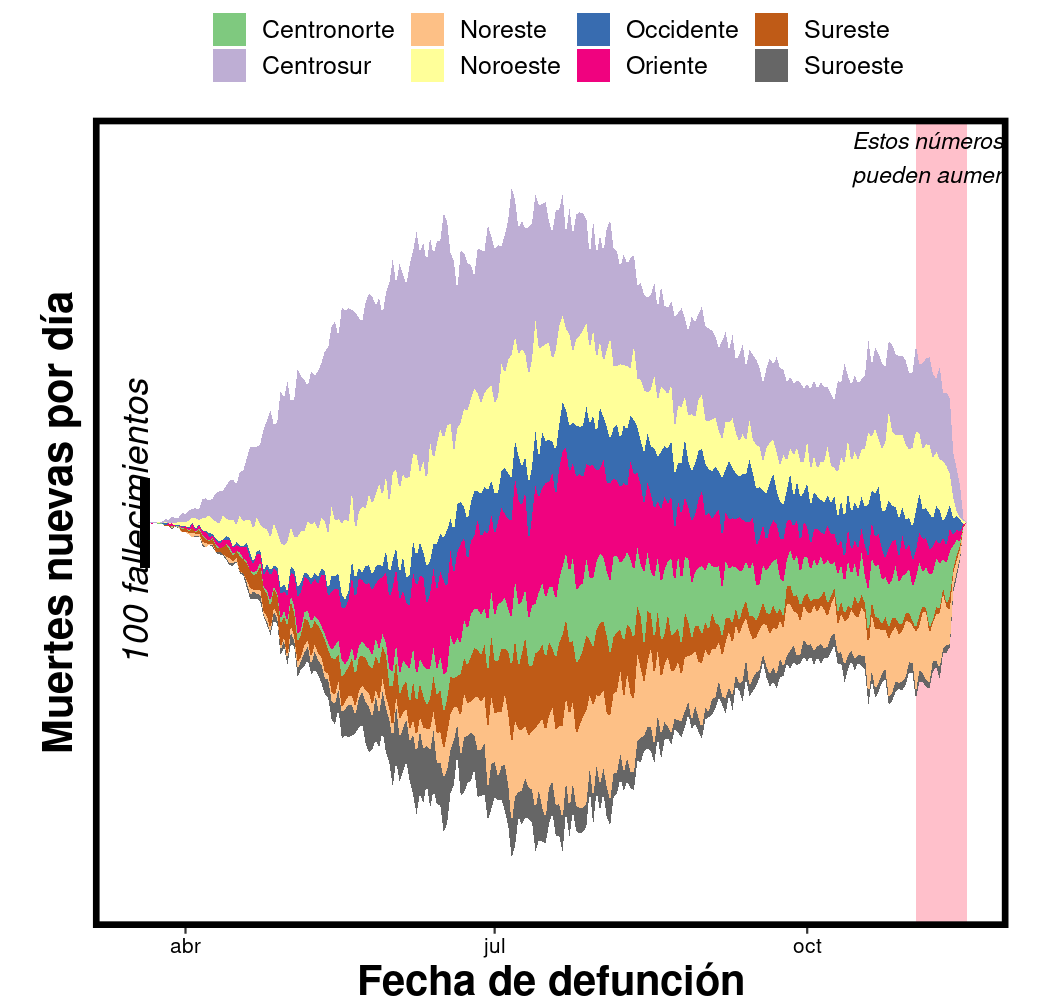 Centronorte Noreste Occidente Sureste
Centrosur Noroeste Oriente Suroeste
Estos números
pueden aumer
100 fallecimientos
Muertes nuevas por día
abr jul oct
Fecha de defunción